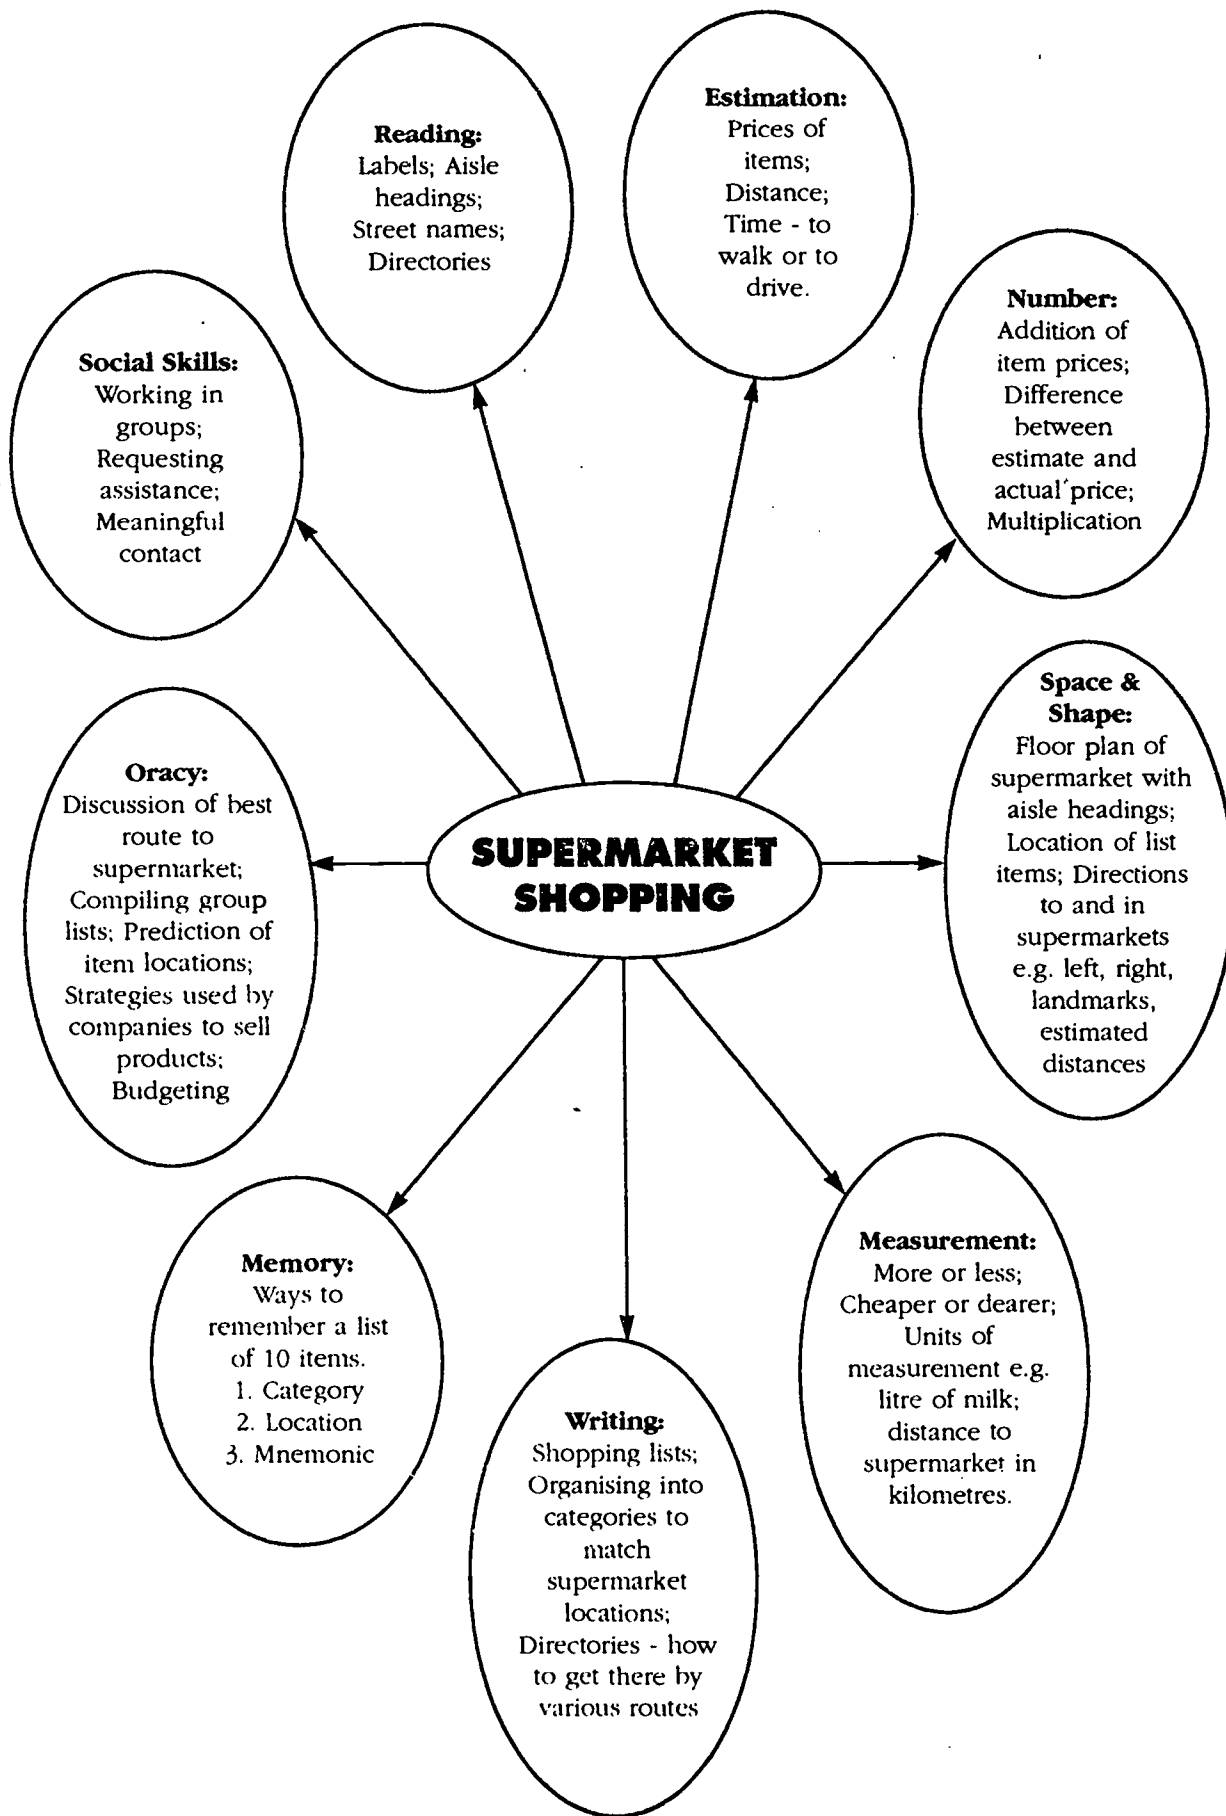 Estimation:
Prices of
items;
Distance;
Time - to
walk or to
drive.
Reading:
Labels; Aisle
headings;
Street names;
Directories
Number:
Addition of
item prices;
Difference
between
estimate and
actual price;
Multiplication
Social Skills:
Working in
groups;
Requesting
assistance;
Meaningful
contact
Space &
Shape:
Floor plan of
supermarket with
aisle headings;
Location of list
items; Directions
to and in
supermarkets
e.g. left, right,
landmarks,
estimated
distances
Oracy:
Discussion of best
route to
supermarket;
Compiling group
lists; Prediction of
item locations;
Strategies used by
companies to sell
products;
Budgeting
SUPERMARKET
SHOPPING
Measurement:
More or less;
Cheaper or dearer;
Units of
measurement e.g.
litre of milk;
distance to
supermarket in
kilometres.
Memory:
Ways to
remember a list
of 10 items.
1. Category
2. Location
3. Mnemonic
Writing:
Shopping lists;
Organising into
categories to
match
supermarket
locations;
Directories - how
to get there by
various routes